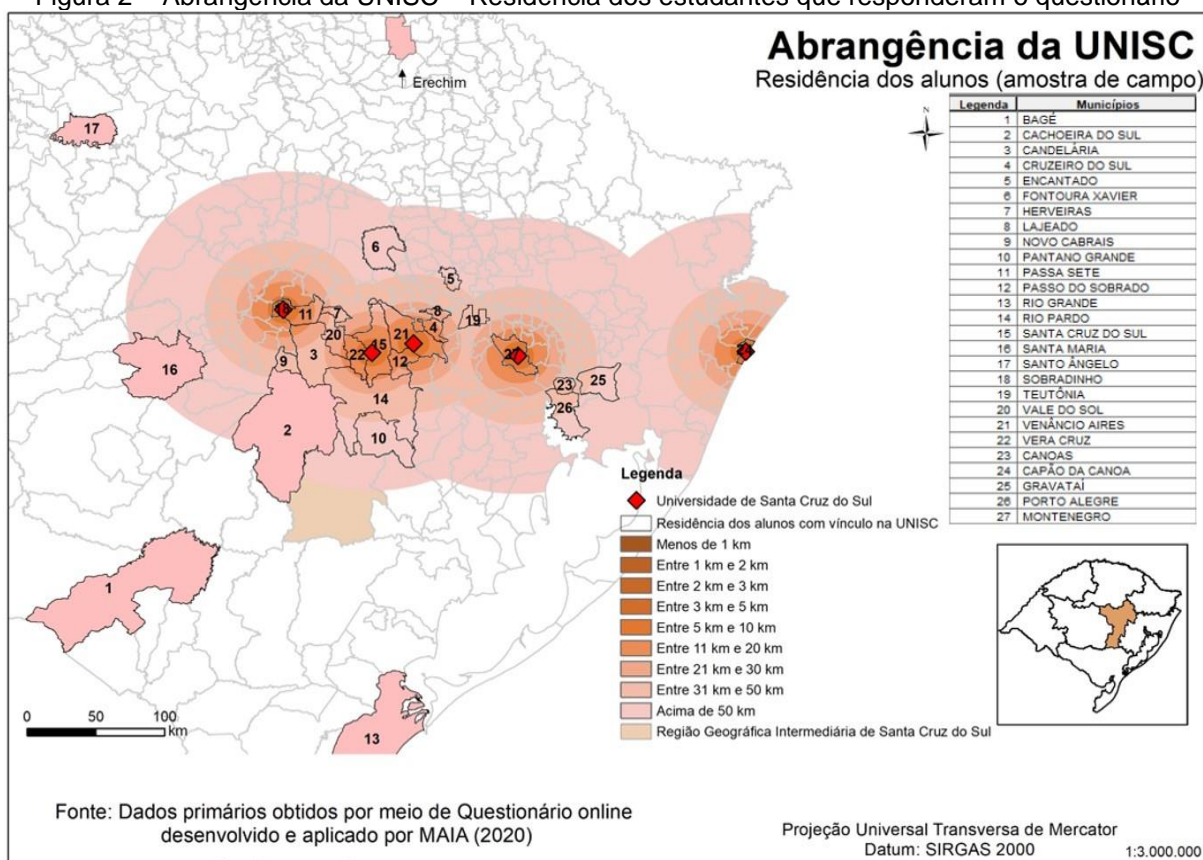 Figura 2 – Abrangência da UNISC – Residência dos estudantes que responderam o questionário
Abrangência da UNISC
Residência dos alunos (amostra de campo)
Erechim
N
Legenda Municípios
1 BAGÉ
2 CACHOEIRA DO SUL
3 CANDELÁRIA
4 CRUZEIRO DO SUL
5 ENCANTADO
6 FONTOURA XAVIER
7 HERVEIRAS
8 LAJEADO
9 NOVO CABRAIS
10 PANTANO GRANDE
11 PASSA SETE
12 PASSO DO SOBRADO
13 RIO GRANDE
14 RIO PARDO
15 SANTA CRUZ DO SUL
16 SANTA MARIA
17 SANTO ÂNGELO
18 SOBRADINHO
19 TEUTÔNIA
20 VALE DO SOL
21 VENÂNCIO AIRES
22 VERA CRUZ
23 CANOAS
24 CAPÃO DA CANOA
25 GRAVATAÍ
26 PORTO ALEGRE
27 MONTENEGRO
17
6
5
11
7
8
4
19
20
15
21
22
12
3
9
16
14
2
10
23
25
26
27
1
13
Legenda
Universidade de Santa Cruz do Sul
Residência dos alunos com vínculo na UNISC
Menos de 1 km
Entre 1 km e 2 km
Entre 2 km e 3 km
Entre 3 km e 5 km
Entre 5 km e 10 km
Entre 11 km e 20 km
Entre 21 km e 30 km
Entre 31 km e 50 km
Acima de 50 km
Região Geográfica Intermediária de Santa Cruz do Sul
0 50 100
km
Fonte: Dados primários obtidos por meio de Questionário online
desenvolvido e aplicado por MAIA (2020)
Projeção Universal Transversa de Mercator
Datum: SIRGAS 2000
1:3.000.000